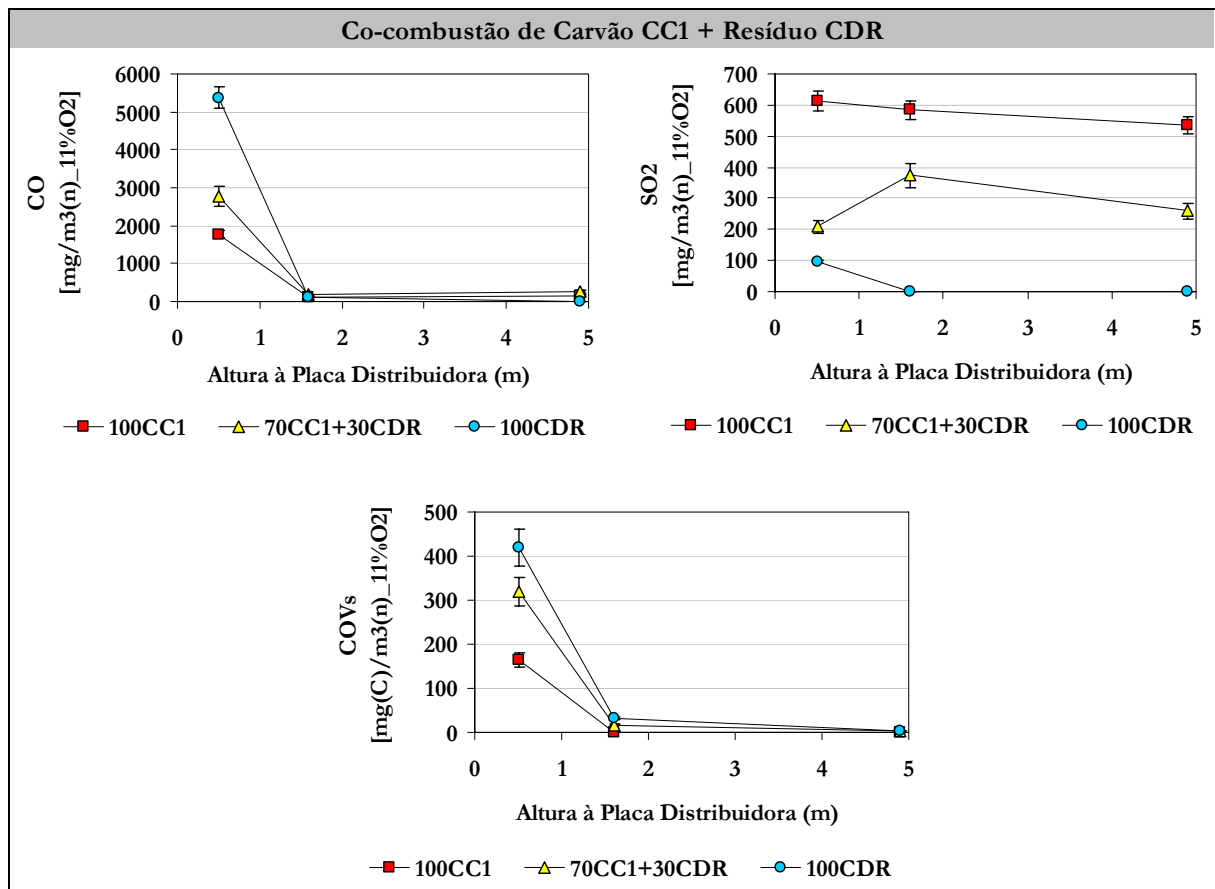 Co-combustão de Carvão CC1 + Resíduo CDR
CO
[mg/m3(n)_11%O2]
6000
5000
4000
3000
2000
1000
0
0 1 2 3 4 5
Altura à Placa Distribuidora (m)
100CC1 70CC1+30CDR 100CDR
SO2
[mg/m3(n)_11%O2]
700
600
500
400
300
200
100
0
0 1 2 3 4 5
Altura à Placa Distribuidora (m)
100CC1 70CC1+30CDR 100CDR
COVs
[mg(C)/m3(n)_11%O2]
500
400
300
200
100
0
0 1 2 3 4 5
Altura à Placa Distribuidora (m)
100CC1 70CC1+30CDR 100CDR